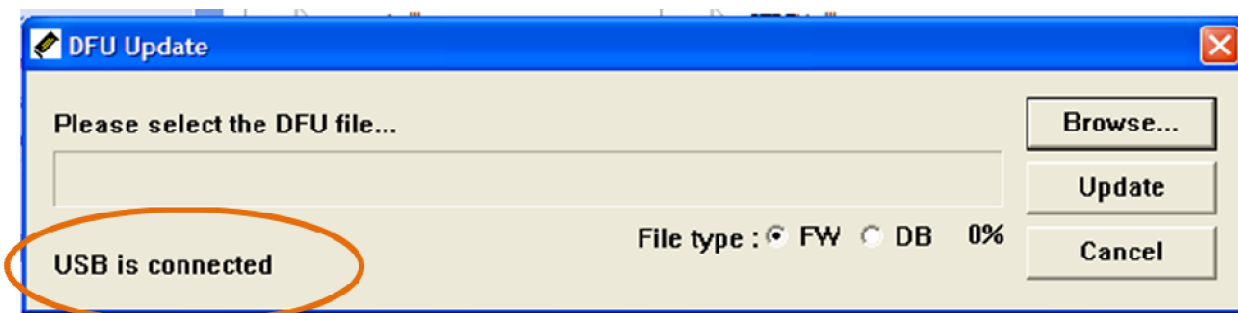 DFU Update
Please select the DFU file...
Browse...
Update
File type : FW DB 0%
Cancel
USB is connected